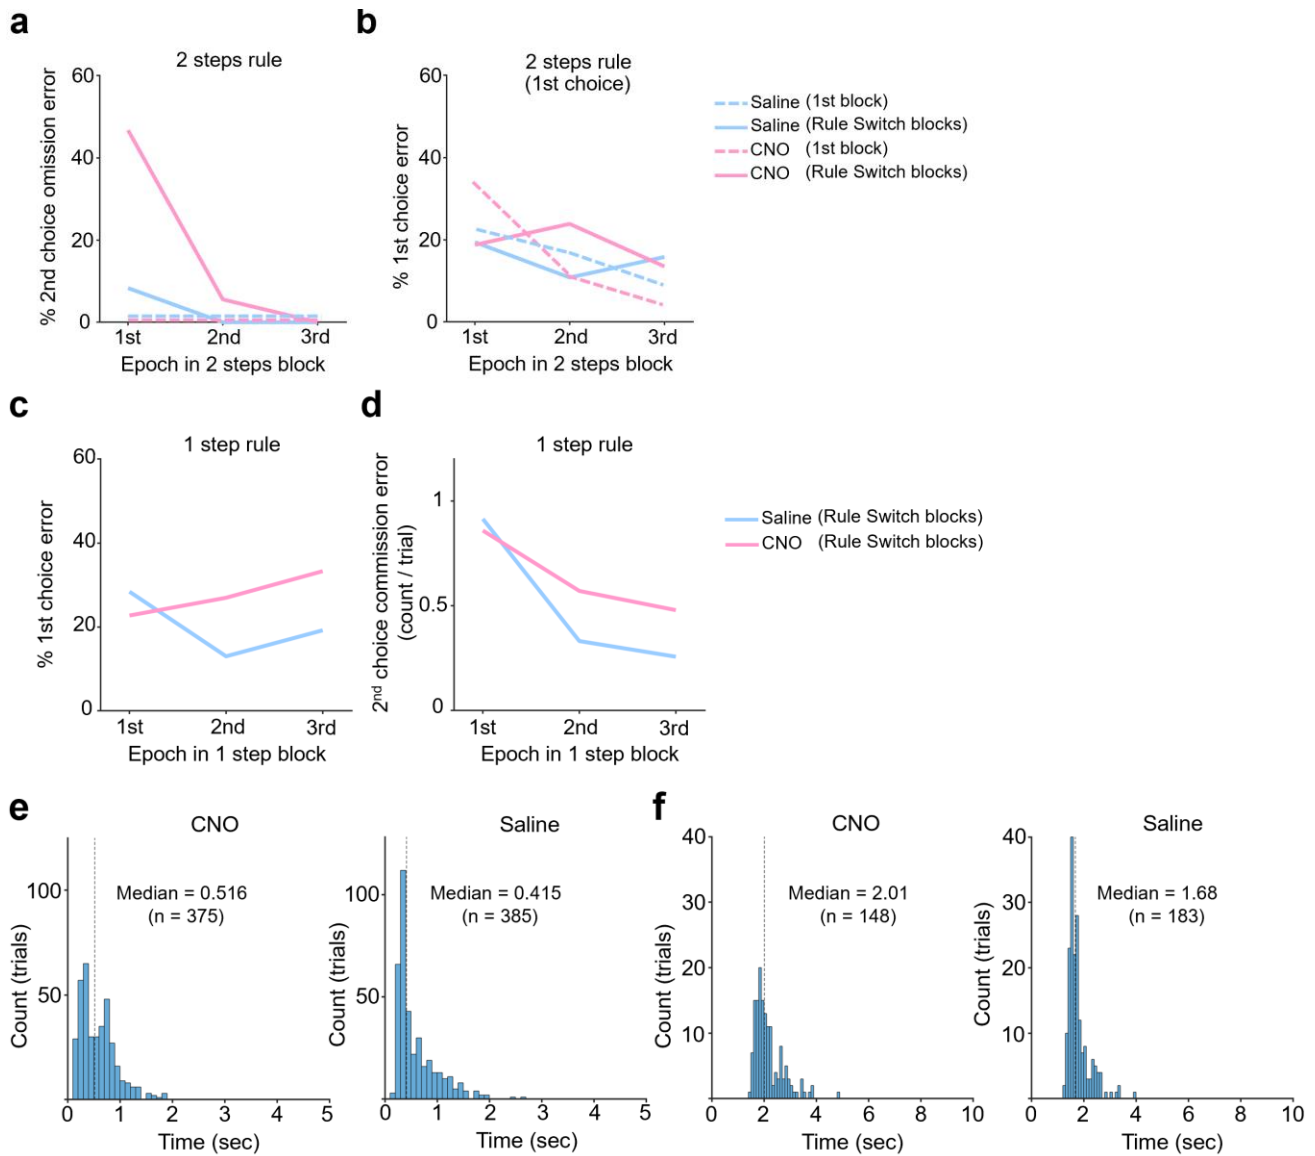 a
2 steps rule
60
40
20
0
% 2nd choice omission error
1st
2nd
3rd
Epoch in 2 steps block
b
2 steps rule
(1st choice)
60
40
20
0
% 1st choice error
1st
2nd
3rd
Epoch in 2 steps block
Saline (1st block)
Saline (Rule Switch blocks)
CNO (1st block)
CNO (Rule Switch blocks)
c
1 step rule
60
40
20
0
% 1st choice error
1st
2nd
3rd
Epoch in 1 step block
d
1 step rule
1
0.5
0
2nd choice commission error
(count / trial)
1st
2nd
3rd
Epoch in 1 step block
Saline (Rule Switch blocks)
CNO (Rule Switch blocks)
e
CNO
100
50
Count (trials)
Median = 0.516
(n = 375)
0 1 2 3 4 5
Time (sec)
Saline
100
50
Count (trials)
Median = 0.415
(n = 385)
0 1 2 3 4 5
Time (sec)
f
CNO
40
30
20
10
Count (trials)
Median = 2.01
(n = 148)
0 2 4 6 8 10
Time (sec)
Saline
40
30
20
10
Count (trials)
Median = 1.68
(n = 183)
0 2 4 6 8 10
Time (sec)